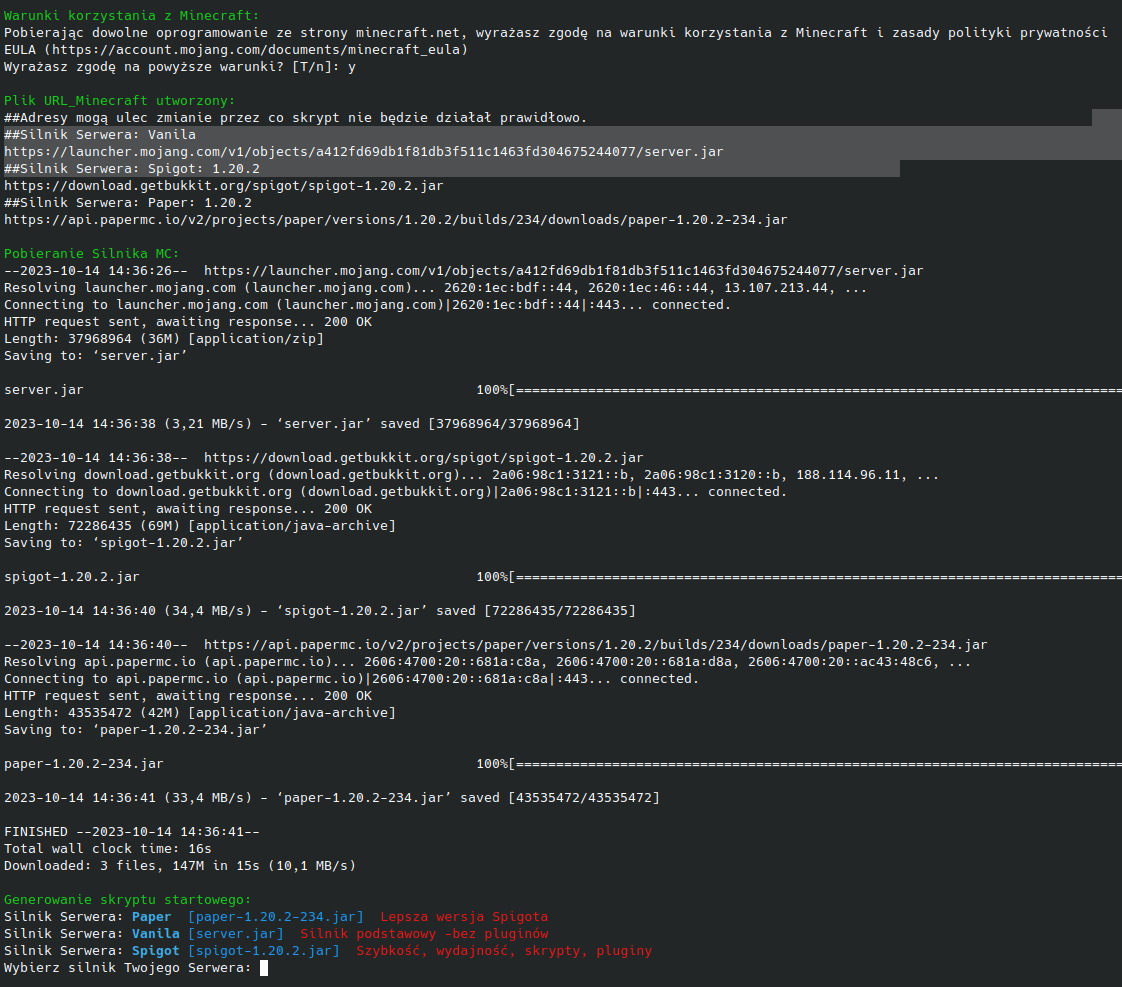 Warunki korzystania z Minecraft:
Pobierając dowolne oprogramowanie ze strony minecraft.net, wyrażasz zgodę na warunki korzystania z Minecraft i zasady polityki prywatności
EULA (https://account.mojang.com/documents/minecraft_eula)
Wyrażasz zgodę na powyższe warunki? [T/n]: y
Plik URL_Minecraft utworzony:
##Adresy mogą ulec zmianie przez co skrypt nie będzie działał prawidłowo.
##Silnik Serwera: Vanila
https://launcher.mojang.com/v1/objects/a412fd69db1f81db3f511c1463fd304675244077/server.jar
##Silnik Serwera: Spigot: 1.20.2
https://download.getbukkit.org/spigot/spigot-1.20.2.jar
##Silnik Serwera: Paper: 1.20.2
https://api.papermc.io/v2/projects/paper/versions/1.20.2/builds/234/downloads/paper-1.20.2-234.jar
Pobieranie Silnika MC:
--2023-10-14 14:36:26--  https://launcher.mojang.com/v1/objects/a412fd69db1f81db3f511c1463fd304675244077/server.jar
Resolving launcher.mojang.com (launcher.mojang.com)... 2620:1ec:bdf::44, 2620:1ec:46::44, 13.107.213.44, ...
Connecting to launcher.mojang.com (launcher.mojang.com)|2620:1ec:bdf::44|:443... connected.
HTTP request sent, awaiting response... 200 OK
Length: 37968964 (36M) [application/zip]
Saving to: ‘server.jar’
server.jar 100%[============================================================================
2023-10-14 14:36:38 (3,21 MB/s) - ‘server.jar’ saved [37968964/37968964]
--2023-10-14 14:36:38--  https://download.getbukkit.org/spigot/spigot-1.20.2.jar
Resolving download.getbukkit.org (download.getbukkit.org)... 2a06:98c1:3121::b, 2a06:98c1:3120::b, 188.114.96.11, ...
Connecting to download.getbukkit.org (download.getbukkit.org)|2a06:98c1:3121::b|:443... connected.
HTTP request sent, awaiting response... 200 OK
Length: 72286435 (69M) [application/java-archive]
Saving to: ‘spigot-1.20.2.jar’
spigot-1.20.2.jar 100%[============================================================================
2023-10-14 14:36:40 (34,4 MB/s) - ‘spigot-1.20.2.jar’ saved [72286435/72286435]
--2023-10-14 14:36:40--  https://api.papermc.io/v2/projects/paper/versions/1.20.2/builds/234/downloads/paper-1.20.2-234.jar
Resolving api.papermc.io (api.papermc.io)... 2606:4700:20::681a:c8a, 2606:4700:20::681a:d8a, 2606:4700:20::ac43:48c6, ...
Connecting to api.papermc.io (api.papermc.io)|2606:4700:20::681a:c8a|:443... connected.
HTTP request sent, awaiting response... 200 OK
Length: 43535472 (42M) [application/java-archive]
Saving to: ‘paper-1.20.2-234.jar’
paper-1.20.2-234.jar 100%[============================================================================
2023-10-14 14:36:41 (33,4 MB/s) - ‘paper-1.20.2-234.jar’ saved [43535472/43535472]
FINISHED --2023-10-14 14:36:41--
Total wall clock time: 16s
Downloaded: 3 files, 147M in 15s (10,1 MB/s)
Generowanie skryptu startowego:
Silnik Serwera: Paper  [paper-1.20.2-234.jar]  Lepsza wersja Spigota
Silnik Serwera: Vanila [server.jar]  Silnik podstawowy -bez pluginów
Silnik Serwera: Spigot [spigot-1.20.2.jar]  Szybkość, wydajność, skrypty, pluginy
Wybierz silnik Twojego Serwera: